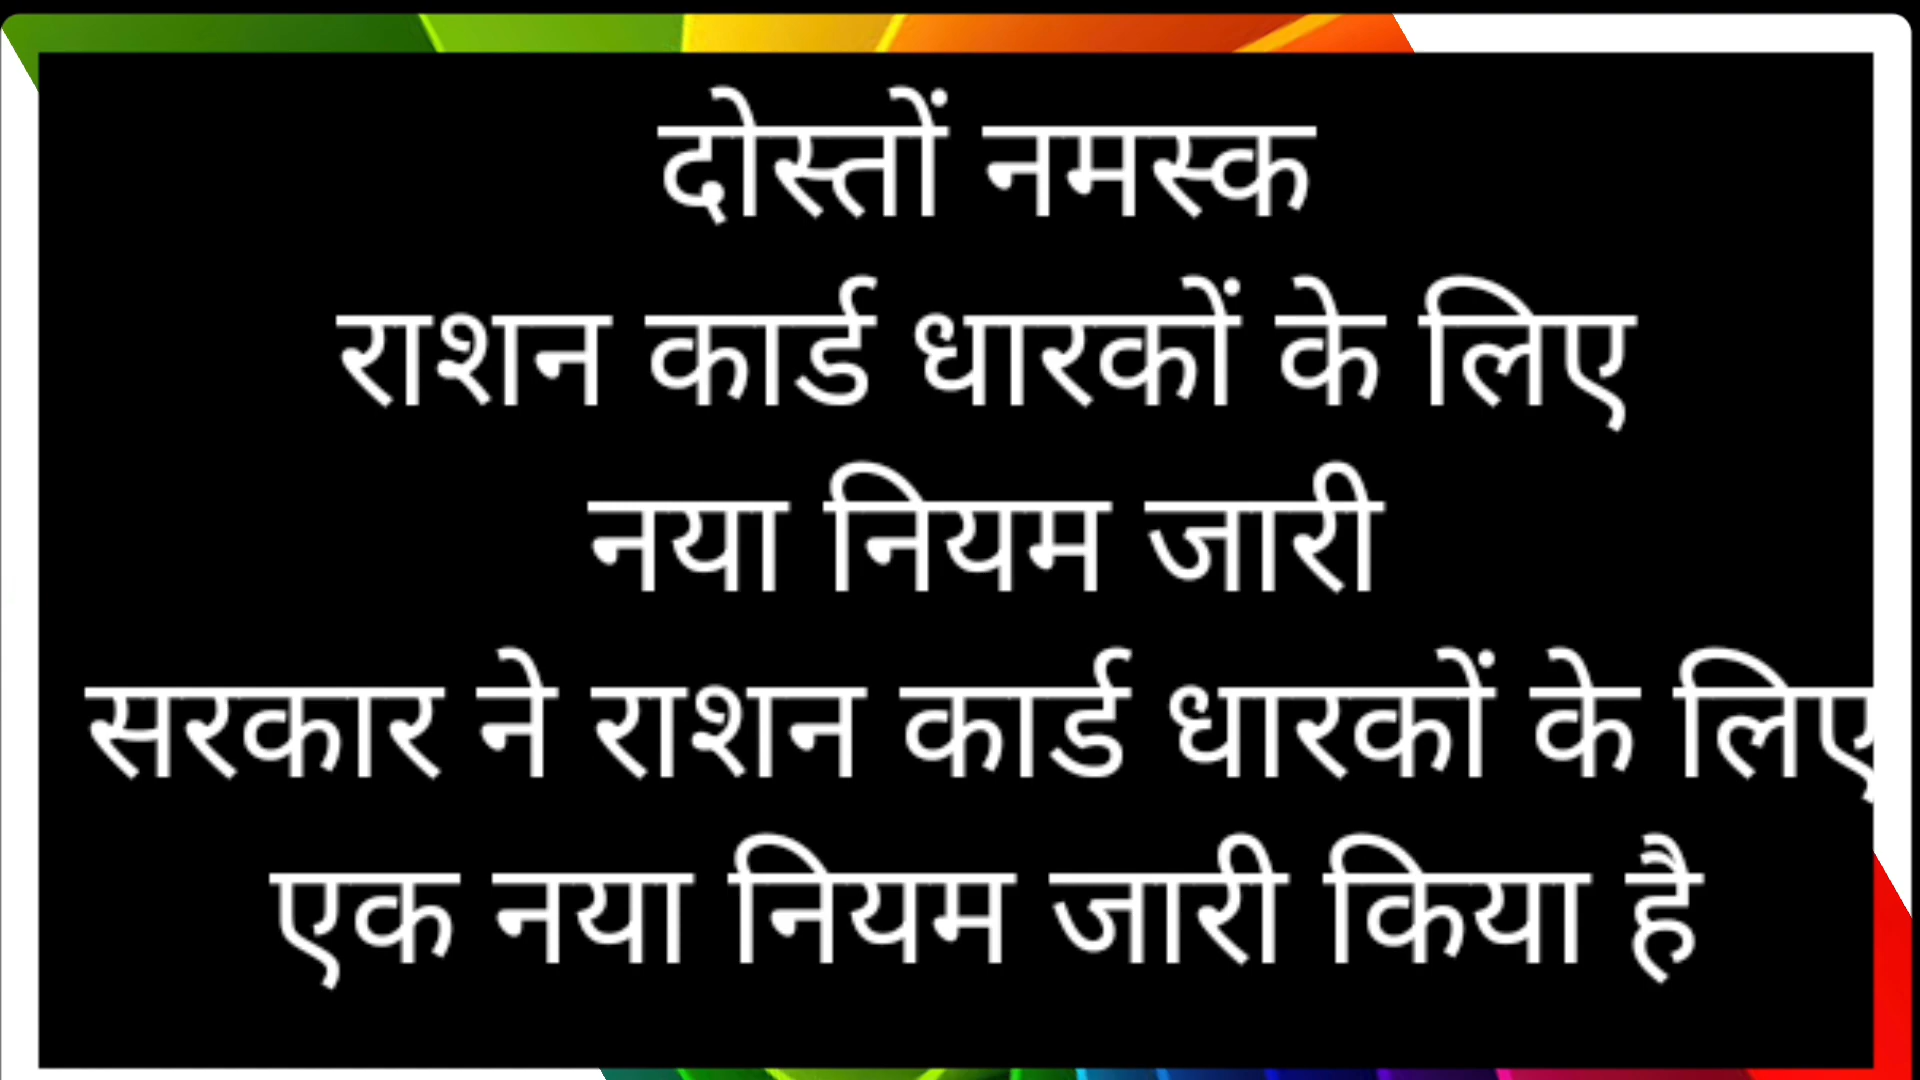 दोस्तों नमस्क
राशन कार्ड धारकों के लिए
नया नियम जारी
सरकार ने राशन कार्ड धारकों के लिए
एक नया नियम जारी किया है